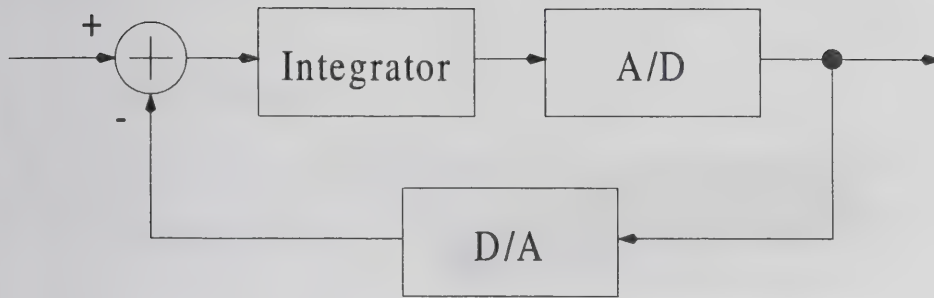 +
Integrator
A/D
-
D/A